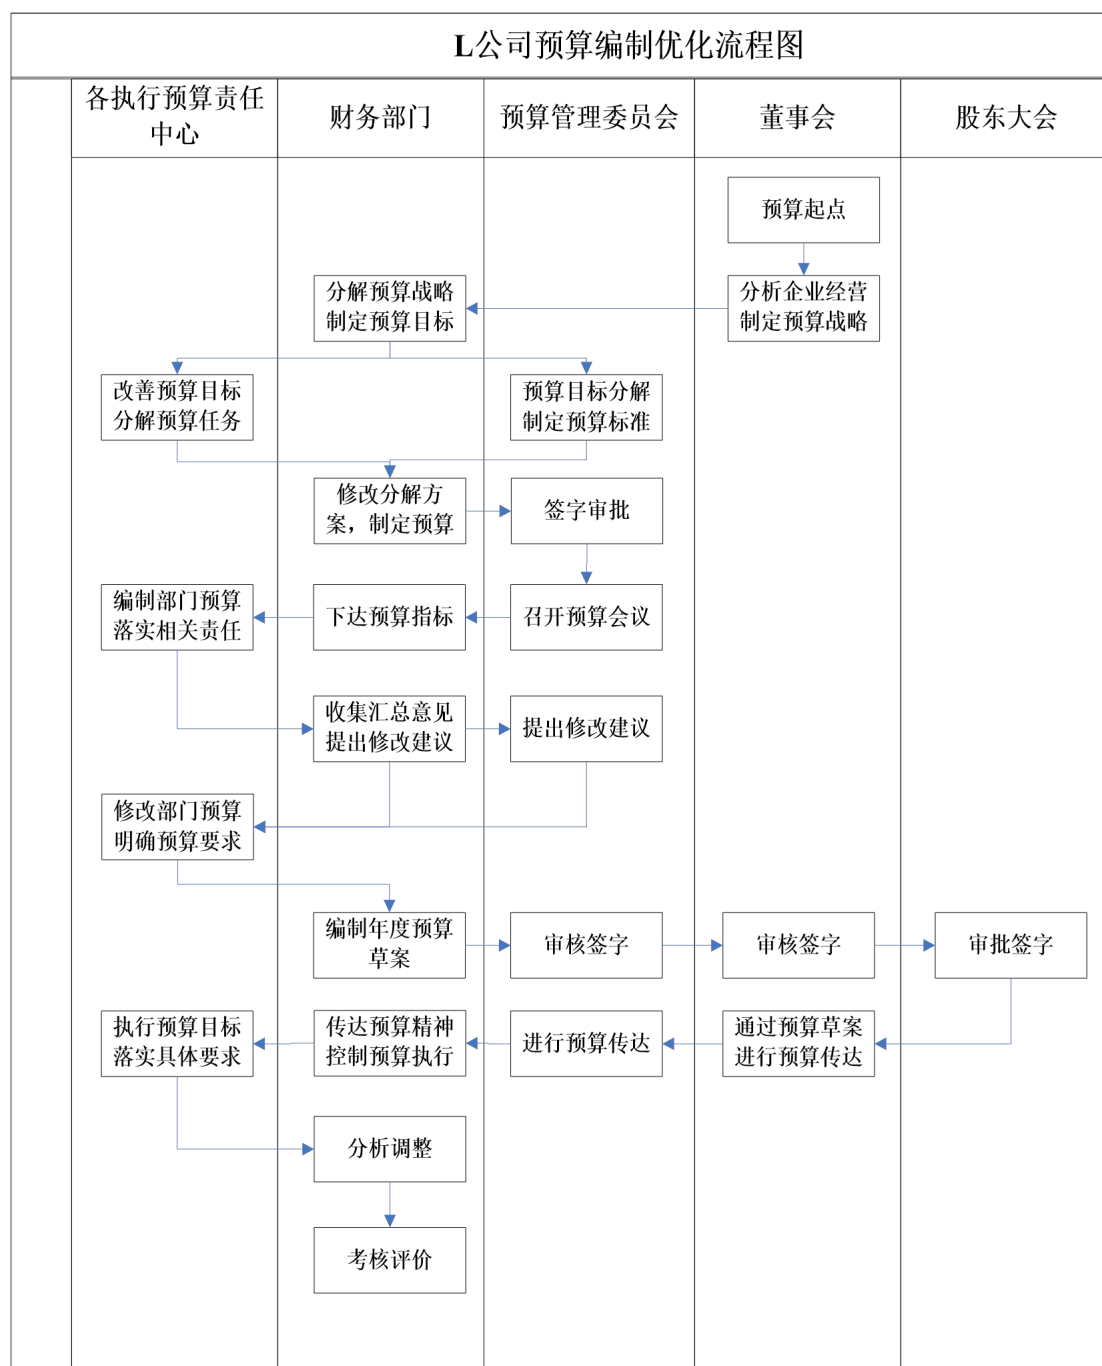 L公司预算编制优化流程图
各执行预算责任
中心
财务部门
预算管理委员会
董事会
股东大会
预算起点
分解预算战略
制定预算目标
分析企业经营
制定预算战略
改善预算目标
分解预算任务
预算目标分解
制定预算标准
修改分解方
案，制定预算
签字审批
编制部门预算
落实相关责任
下达预算指标
召开预算会议
收集汇总意见
提出修改建议
提出修改建议
修改部门预算
明确预算要求
编制年度预算
草案
审核签字
审核签字
审批签字
执行预算目标
落实具体要求
传达预算精神
控制预算执行
进行预算传达
通过预算草案
进行预算传达
分析调整
考核评价